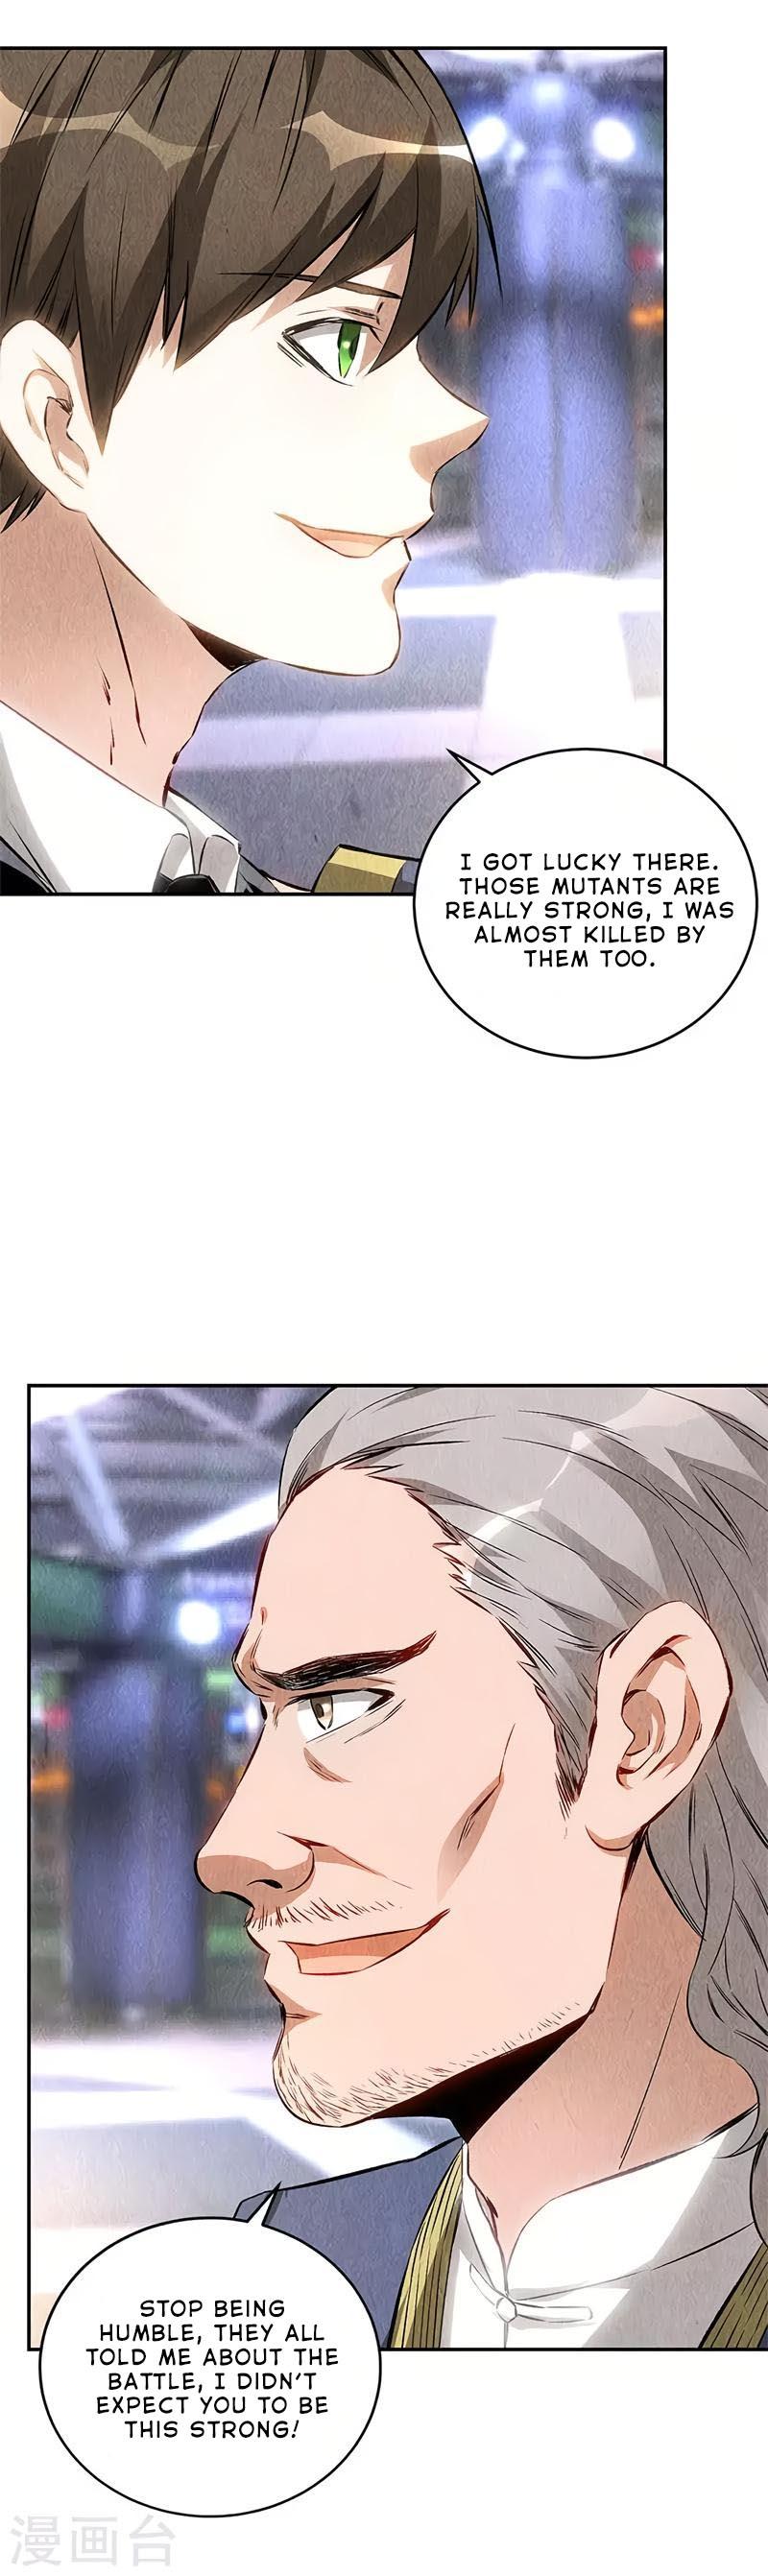 I GOT LUCKY THERE.
THOSE MUTANTS ARE
REALLY STRONG, I WAS
ALMOST KILLED BY
THEM TOO.
STOP BEING
HUMBLE, THEY ALL
TOLD ME ABOUT THE
BATTLE, I DIDN'T
EXPECT YOU TO BE
THIS STRONG!
漫画台